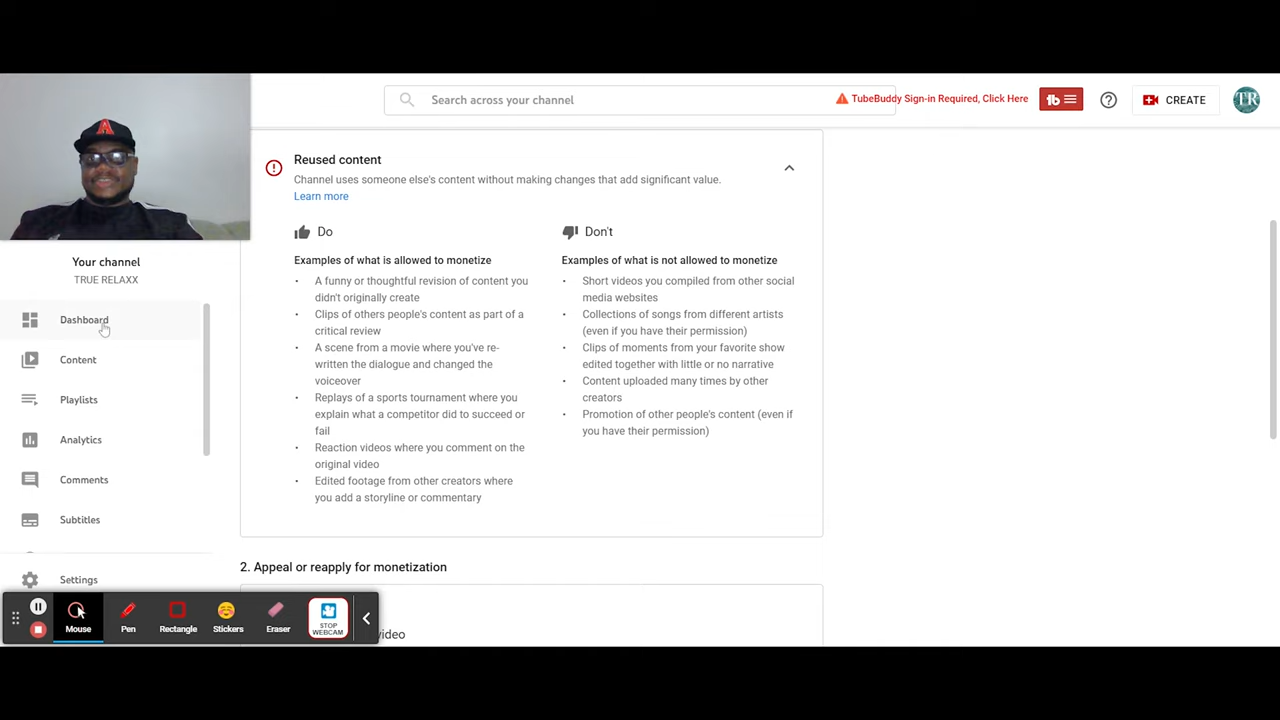 Search across your channel
TubeBuddy Sign-in Required, Click Here
tb
CREATE
TR
A
Your channel
TRUE RELAXX
Dashboard
Content
Playlists
Analytics
Comments
Subtitles
Settings
Reused content
Channel uses someone else's content without making changes that add significant value.
Learn more
Do
Examples of what is allowed to monetize
• A funny or thoughtful revision of content you
didn't originally create
• Clips of others people's content as part of a
critical review
• A scene from a movie where you've re-
written the dialogue and changed the
voiceover
• Replays of a sports tournament where you
explain what a competitor did to succeed or
fail
• Reaction videos where you comment on the
original video
• Edited footage from other creators where
you add a storyline or commentary
Don't
Examples of what is not allowed to monetize
• Short videos you compiled from other social
media websites
• Collections of songs from different artists
(even if you have their permission)
• Clips of moments from your favorite show
edited together with little or no narrative
• Content uploaded many times by other
creators
• Promotion of other people's content (even if
you have their permission)
2. Appeal or reapply for monetization
video
Mouse
Pen
Rectangle
Stickers
Eraser
STOP
WEBCAM